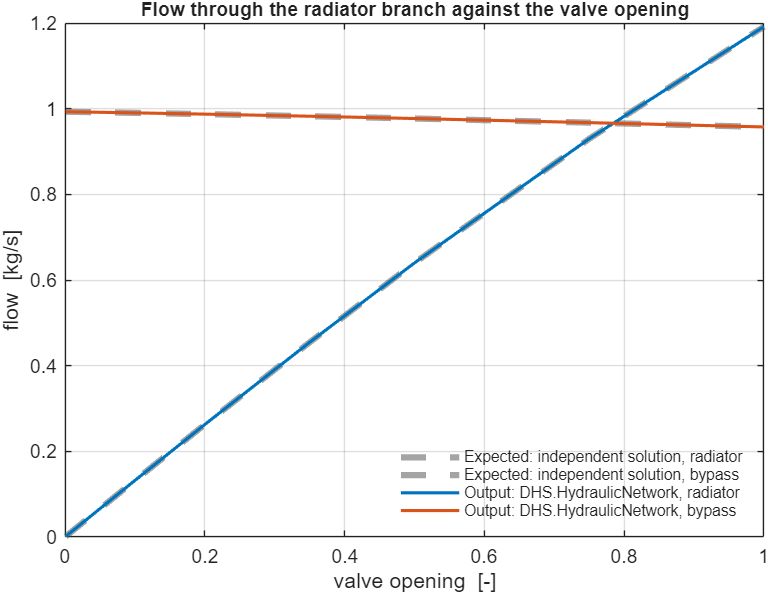 Flow through the radiator branch against the valve opening
flow [kg/s]
1.2
1
0.8
0.6
0.4
0.2
0
Expected: independent solution, radiator
Expected: independent solution, bypass
Output: DHS.HydraulicNetwork, radiator
Output: DHS.HydraulicNetwork, bypass
0 0.2 0.4 0.6 0.8 1
valve opening [-]